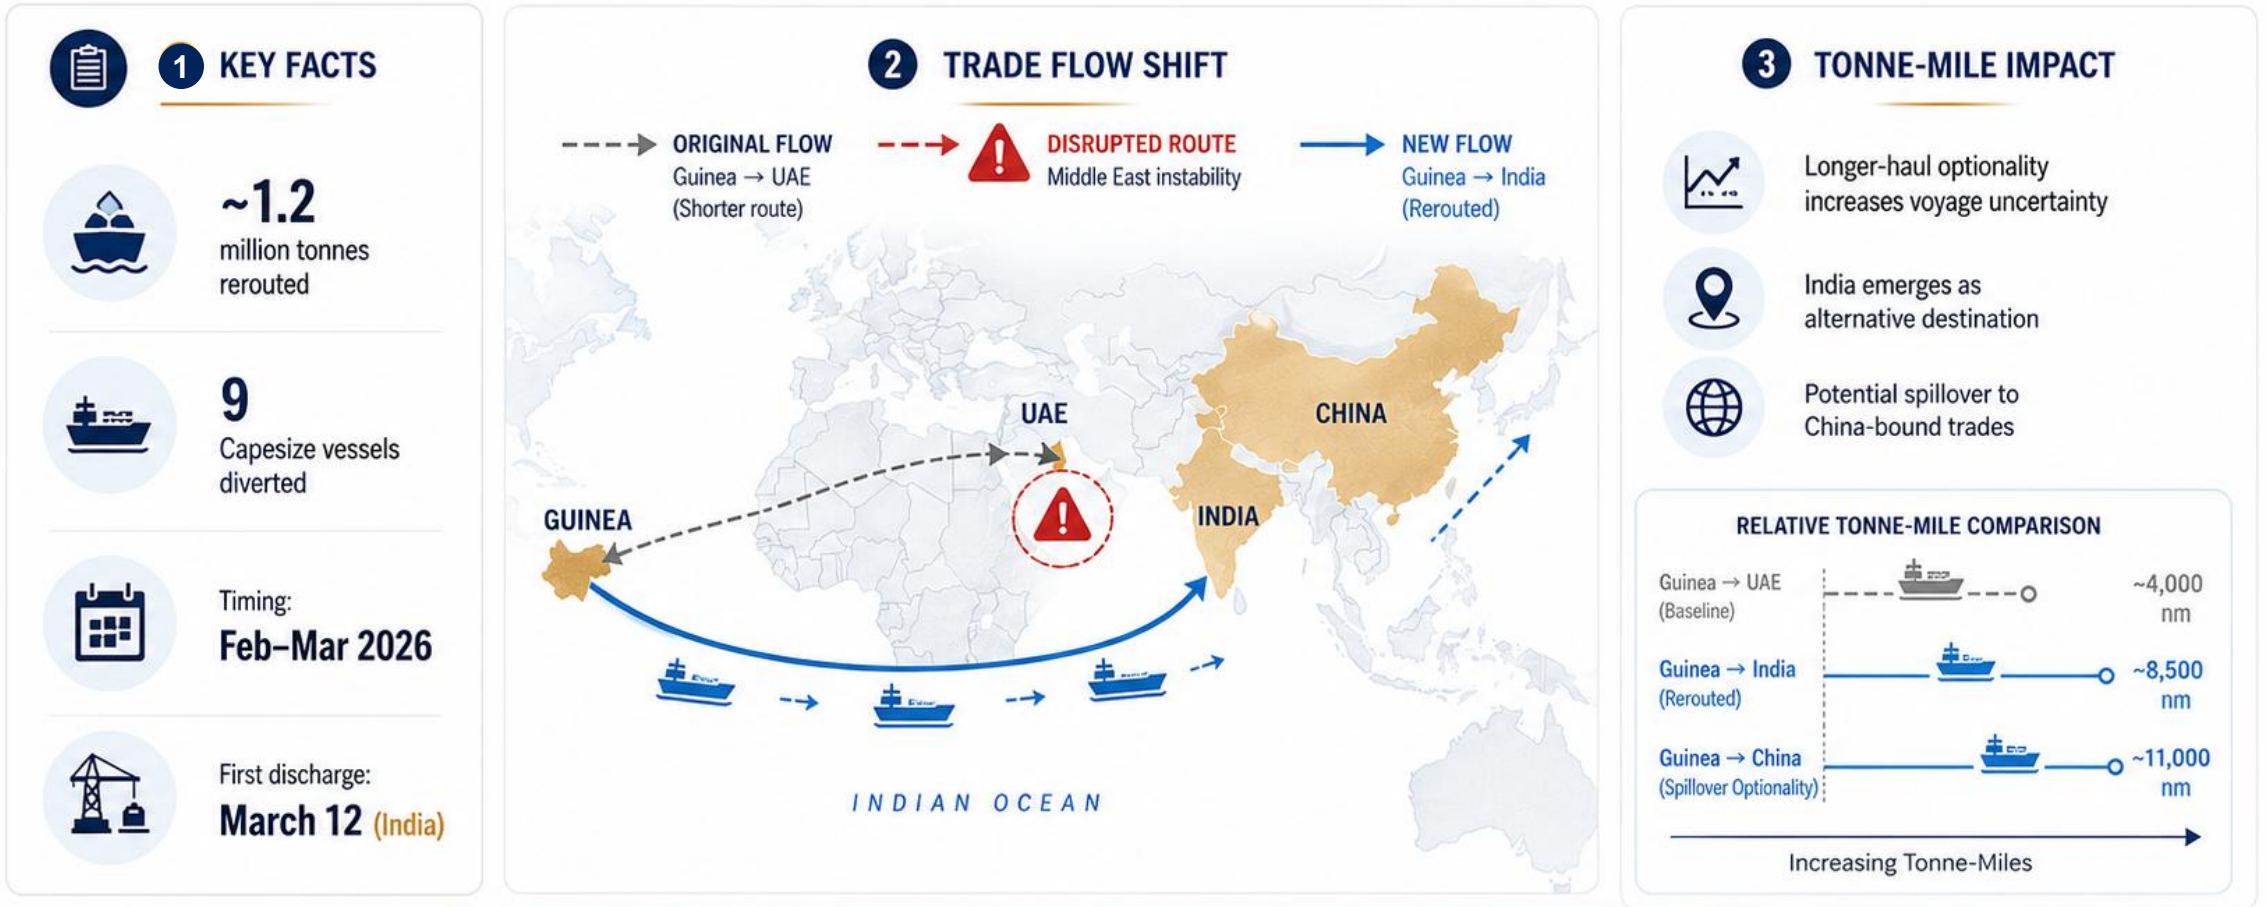 1 KEY FACTS
~1.2
million tonnes
rerouted
9
Capesize vessels
diverted
Timing:
Feb–Mar 2026
First discharge:
March 12 (India)
2 TRADE FLOW SHIFT
ORIGINAL FLOW
Guinea → UAE
(Shorter route)
DISRUPTED ROUTE
Middle East instability
NEW FLOW
Guinea → India
(Rerouted)
UAE
CHINA
GUINEA
INDIA
INDIAN OCEAN
3 TONNE-MILE IMPACT
Longer-haul optionality
increases voyage uncertainty
India emerges as
alternative destination
Potential spillover to
China-bound trades
RELATIVE TONNE-MILE COMPARISON
Guinea → UAE
(Baseline)
~4,000
nm
Guinea → India
(Rerouted)
~8,500
nm
Guinea → China
(Spillover Optionality)
~11,000
nm
Increasing Tonne-Miles